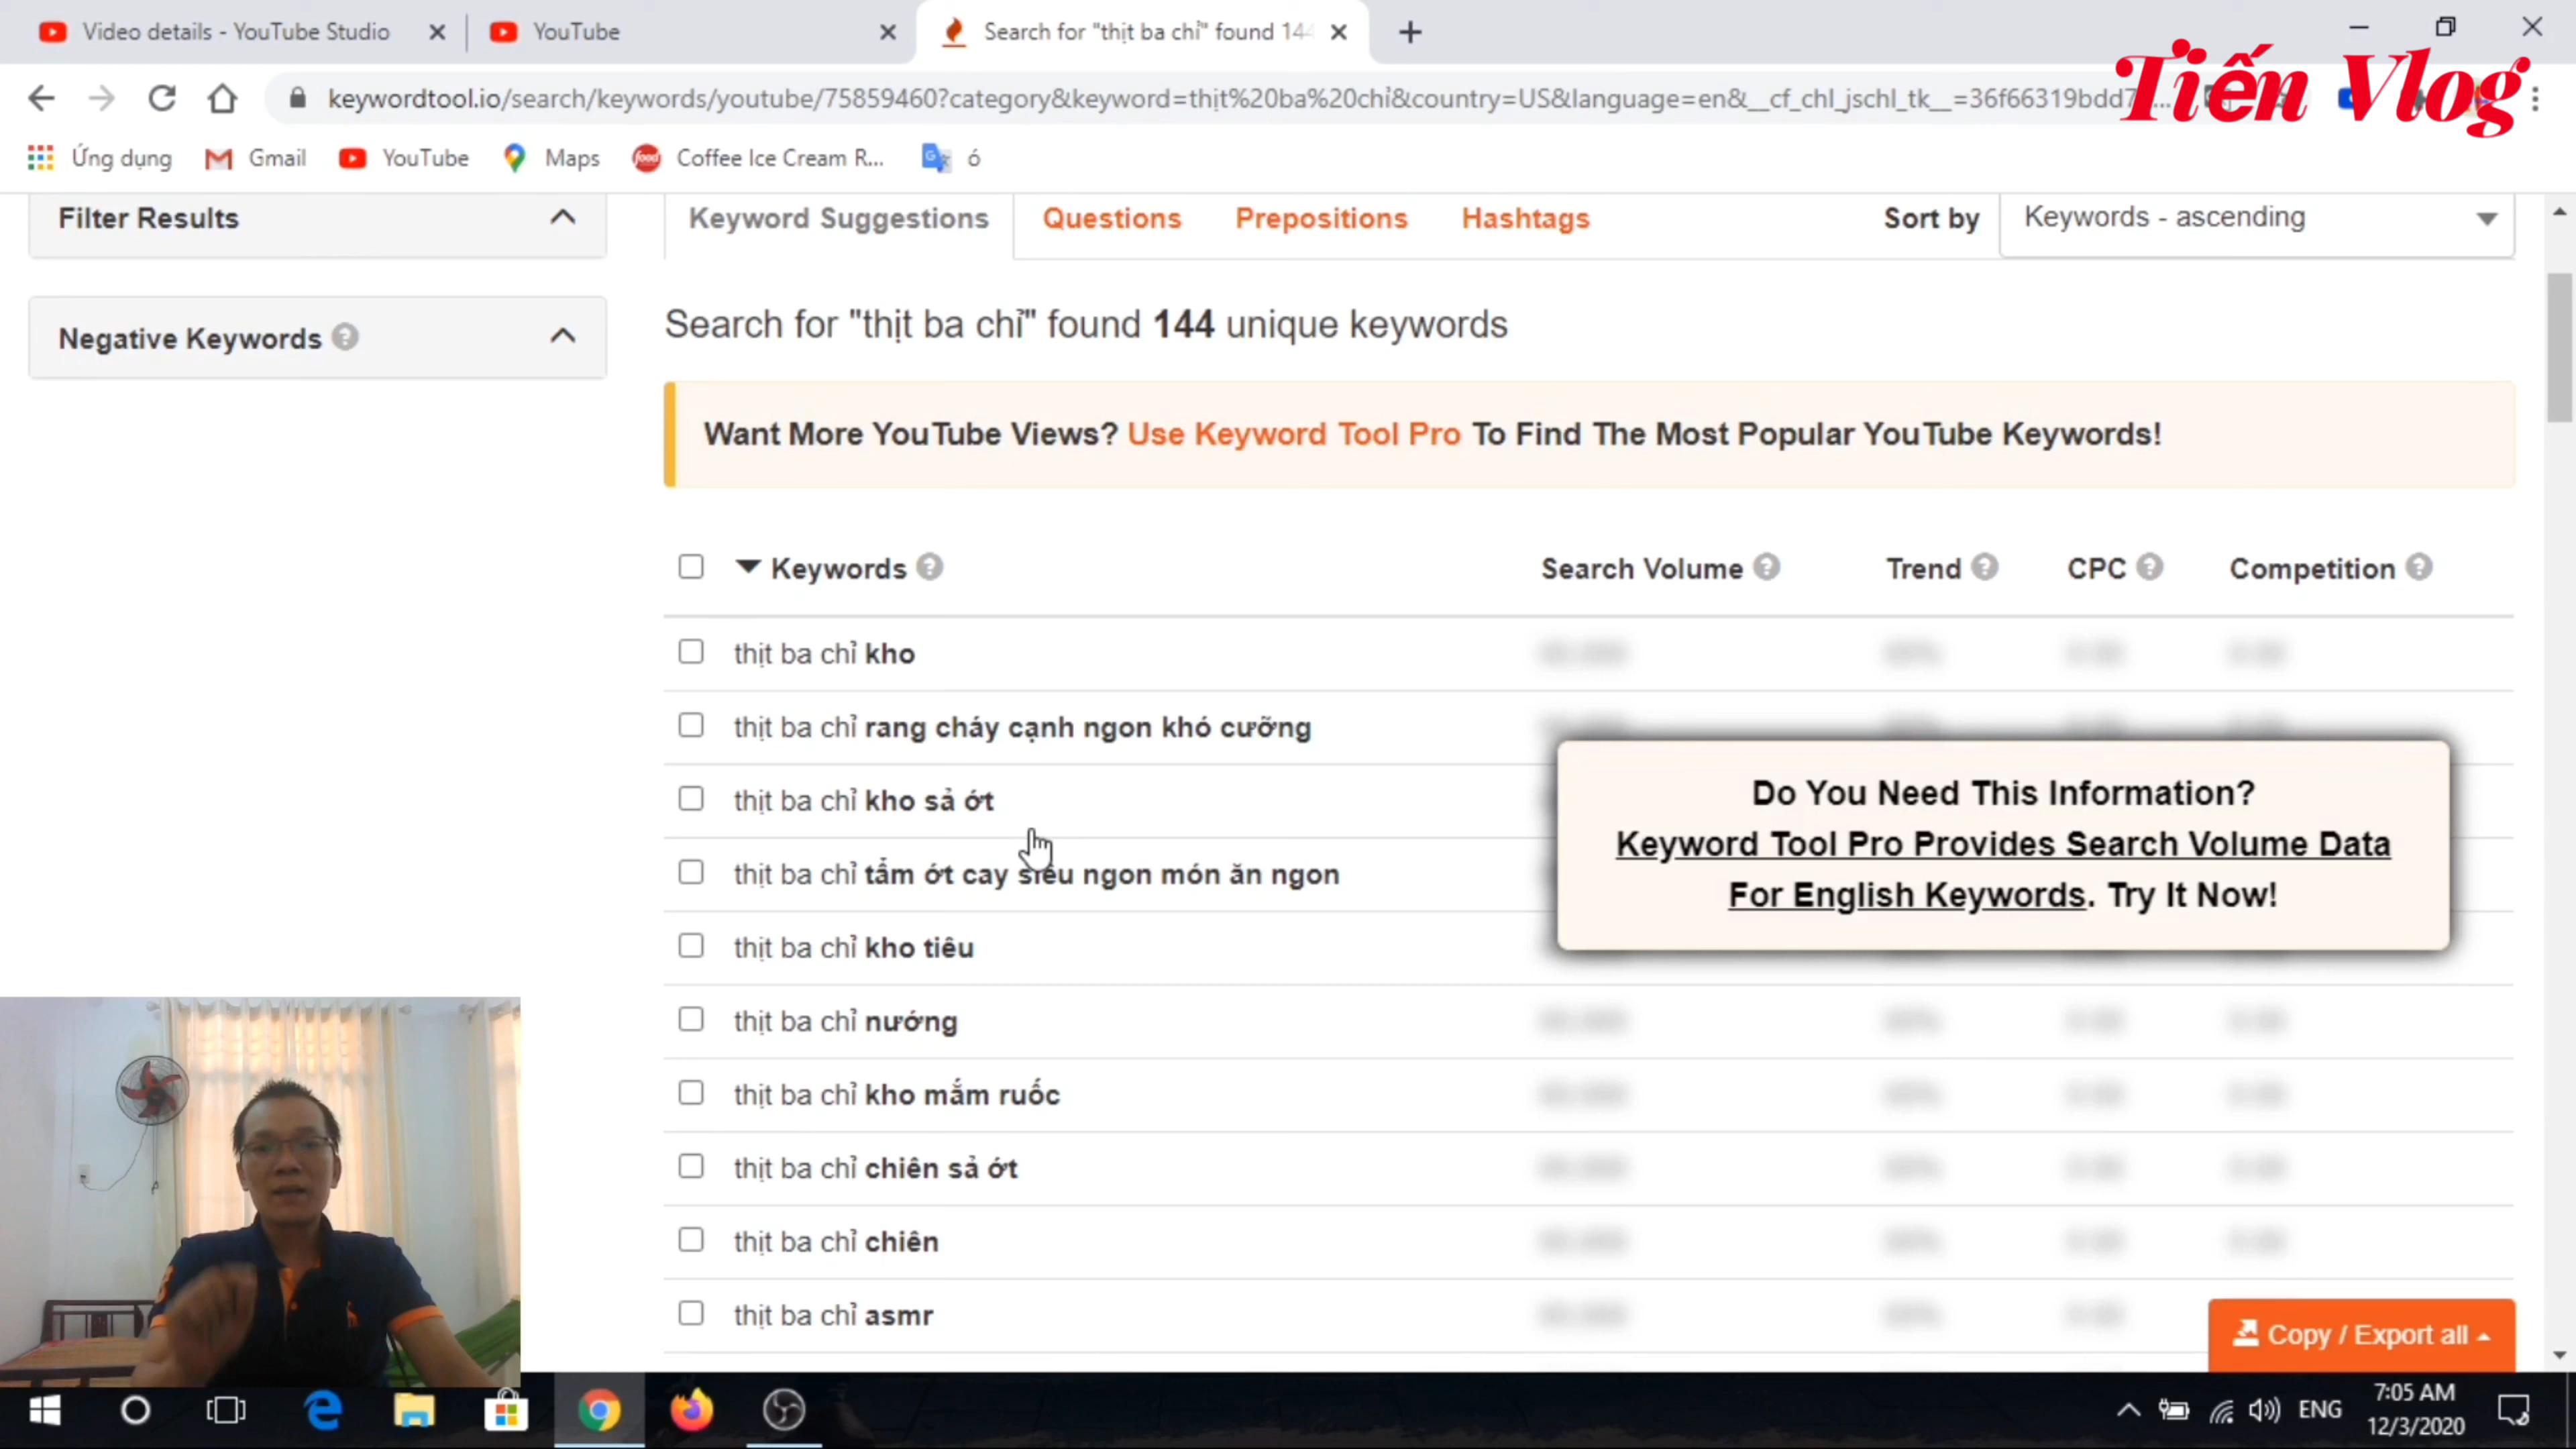 Video details - YouTube Studio
YouTube
Search for "thịt ba chỉ" found 144
Tiến Vlog
keywordtool.io/search/keywords/youtube/75859460?category&keyword=thịt%20ba%20chỉ&country=US&language=en&__cf_chl_jschl_tk__=36f66319bdd7
Ứng dụng
Gmail
YouTube
Maps
Coffee Ice Cream R...
ó
Filter Results
Negative Keywords
Keyword Suggestions
Questions
Prepositions
Hashtags
Sort by
Keywords - ascending
Search for "thịt ba chỉ" found 144 unique keywords
Want More YouTube Views? Use Keyword Tool Pro To Find The Most Popular YouTube Keywords!
Keywords
Search Volume
Trend
CPC
Competition
thịt ba chỉ kho
thịt ba chỉ rang cháy cạnh ngon khó cưỡng
thịt ba chỉ kho sả ớt
thịt ba chỉ tẩm ớt cay siêu ngon món ăn ngon
thịt ba chỉ kho tiêu
thịt ba chỉ nướng
thịt ba chỉ kho mắm ruốc
thịt ba chỉ chiên sả ớt
thịt ba chỉ chiên
thịt ba chỉ asmr
Do You Need This Information?
Keyword Tool Pro Provides Search Volume Data
For English Keywords. Try It Now!
Copy / Export all
ENG
7:05 AM
12/3/2020